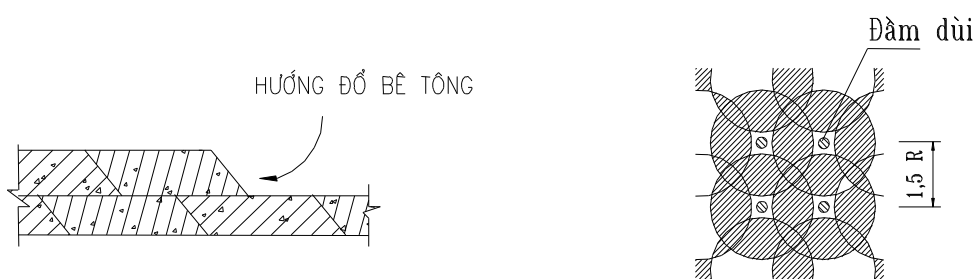 HƯỚNG ĐỔ BÊ TÔNG
Đầm dùi
1,5 R